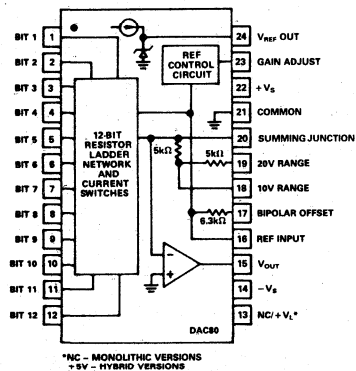 BIT 1 1
BIT 2 2
BIT 3 3
BIT 4 4
BIT 5 5
BIT 6 6
BIT 7 7
BIT 8 8
BIT 9 9
BIT 10 10
BIT 11 11
BIT 12 12
12-BIT
RESISTOR
LADDER
NETWORK
AND
CURRENT
SWITCHES
REF
CONTROL
CIRCUIT
5kΩ
5kΩ
6.3kΩ
−
+
24 VREF OUT
23 GAIN ADJUST
22 +VS
21 COMMON
20 SUMMING JUNCTION
19 20V RANGE
18 10V RANGE
17 BIPOLAR OFFSET
16 REF INPUT
15 VOUT
14 −VS
13 NC/+VL*
DAC80
*NC – MONOLITHIC VERSIONS
+5V – HYBRID VERSIONS